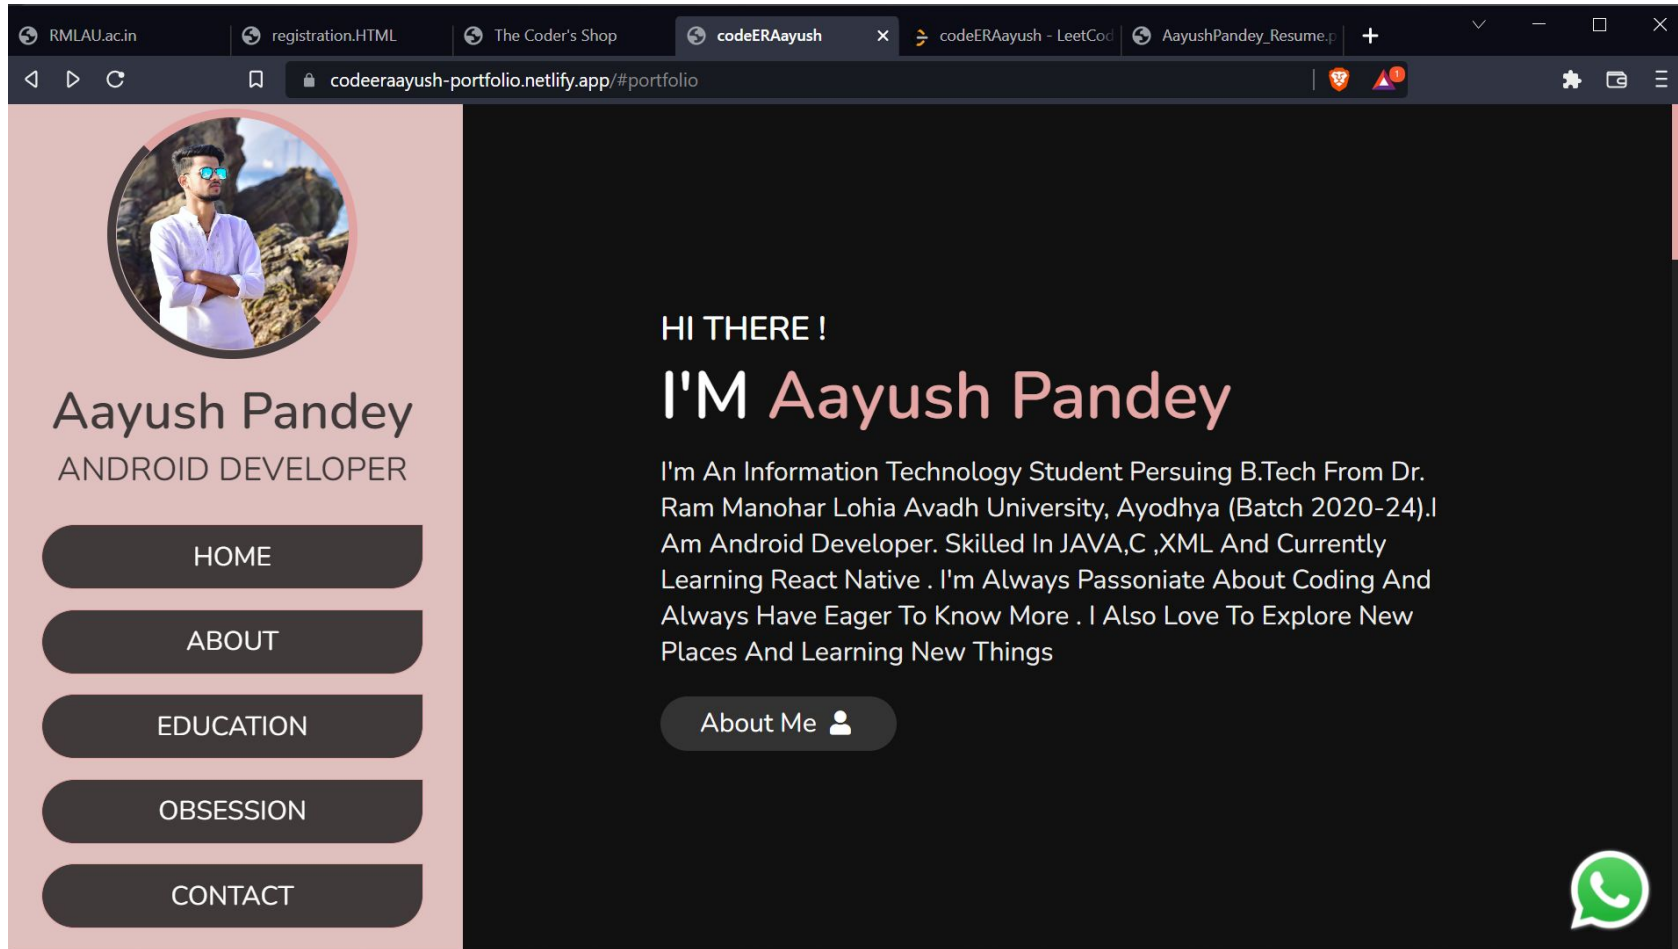 RMLAU.ac.in
registration.HTML
The Coder's Shop
codeERAayush
codeERAayush - LeetCod
AayushPandey_Resume.p
codeeraayush-portfolio.netlify.app/#portfolio
1
Aayush Pandey
ANDROID DEVELOPER
HOME
ABOUT
EDUCATION
OBSESSION
CONTACT
HI THERE !
I'M Aayush Pandey
I'm An Information Technology Student Persuing B.Tech From Dr.
Ram Manohar Lohia Avadh University, Ayodhya (Batch 2020-24).I
Am Android Developer. Skilled In JAVA,C ,XML And Currently
Learning React Native . I'm Always Passoniate About Coding And
Always Have Eager To Know More . I Also Love To Explore New
Places And Learning New Things
About Me